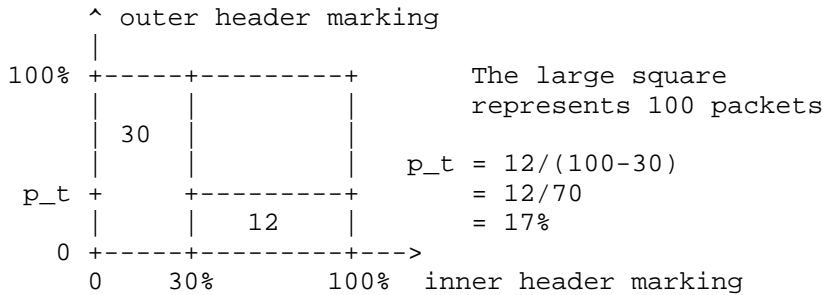 ^ outer header marking
|
100% +-----+---------+ The large square
| | | represents 100 packets
| 30 | |
| | | p_t = 12/(100-30)
p_t + +---------+ = 12/70
| | 12 | = 17%
0 +-----+---------+--->
0 30% 100% inner header marking